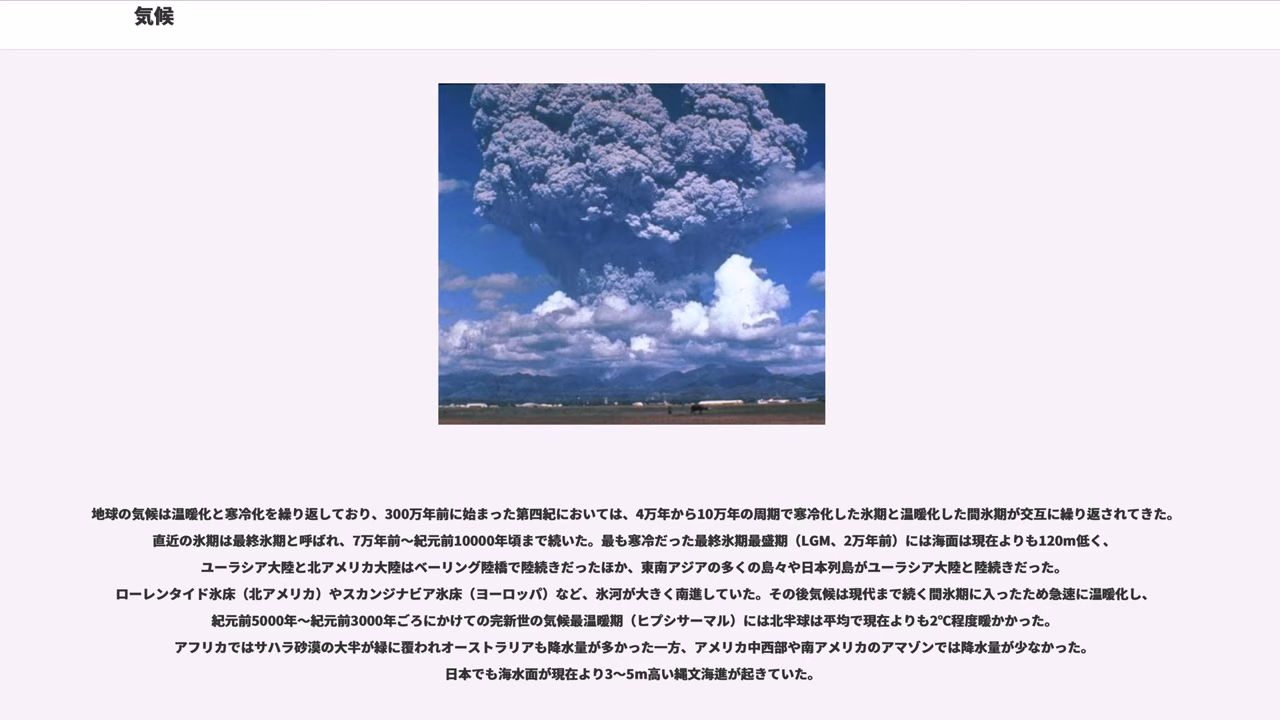 気候
地球の気候は温暖化と寒冷化を繰り返しており、300万年前に始まった第四紀においては、4万年から10万年の周期で寒冷化した氷期と温暖化した間氷期が交互に繰り返されてきた。
直近の氷期は最終氷期と呼ばれ、7万年前〜紀元前10000年頃まで続いた。最も寒冷だった最終氷期最盛期（LGM、2万年前）には海面は現在よりも120m低く、
ユーラシア大陸と北アメリカ大陸はベーリング陸橋で陸続きだったほか、東南アジアの多くの島々や日本列島がユーラシア大陸と陸続きだった。
ローレンタイド氷床（北アメリカ）やスカンジナビア氷床（ヨーロッパ）など、氷河が大きく南進していた。その後気候は現代まで続く間氷期に入ったため急速に温暖化し、
紀元前5000年〜紀元前3000年ごろにかけての完新世の気候最温暖期（ヒプシサーマル）には北半球は平均で現在よりも2℃程度暖かかった。
アフリカではサハラ砂漠の大半が緑に覆われオーストラリアも降水量が多かった一方、アメリカ中西部や南アメリカのアマゾンでは降水量が少なかった。
日本でも海水面が現在より3〜5m高い縄文海進が起きていた。